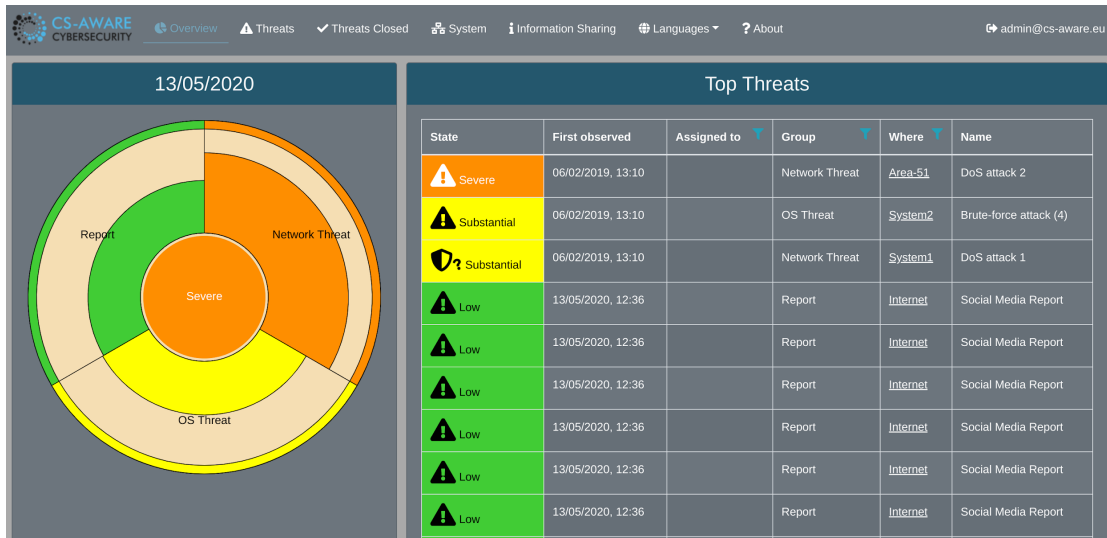 CS-AWARE
CYBERSECURITY
Overview Threats Threats Closed System Information Sharing Languages ? About admin@cs-aware.eu
13/05/2020
Report
Network Threat
Severe
OS Threat
Top Threats
State First observed Assigned to Group Where Name
Severe 06/02/2019, 13:10 Network Threat Area-51 DoS attack 2
Substantial 06/02/2019, 13:10 OS Threat System2 Brute-force attack (4)
? Substantial 06/02/2019, 13:10 Network Threat System1 DoS attack 1
Low 13/05/2020, 12:36 Report Internet Social Media Report
Low 13/05/2020, 12:36 Report Internet Social Media Report
Low 13/05/2020, 12:36 Report Internet Social Media Report
Low 13/05/2020, 12:36 Report Internet Social Media Report
Low 13/05/2020, 12:36 Report Internet Social Media Report
Low 13/05/2020, 12:36 Report Internet Social Media Report